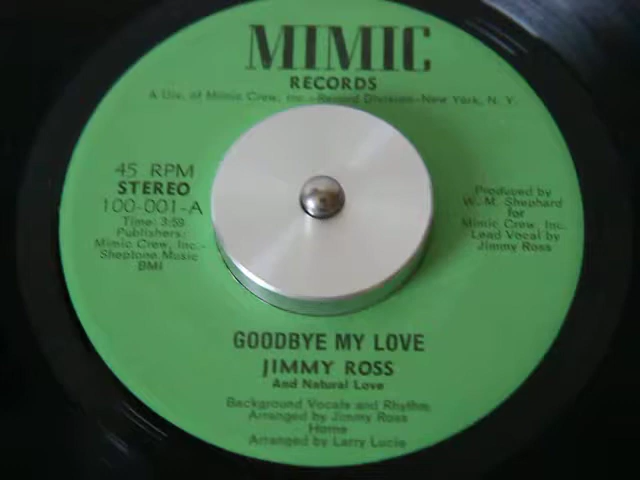 MIMIC
RECORDS
A Div. of Mimic Crew, Inc.-Record Division-New York, N. Y.
45 RPM
STEREO
100-001-A
Time: 3:59
Publishers:
Mimic Crew, Inc.-
Sheptone Music
BMI
Produced by
W. M. Shephard
for
Mimic Crew, Inc.
Lead Vocal by
Jimmy Ross
GOODBYE MY LOVE
JIMMY ROSS
And Natural Love
Background Vocals and Rhythm
Arranged by Jimmy Ross
Horns
Arranged by Larry Lucie